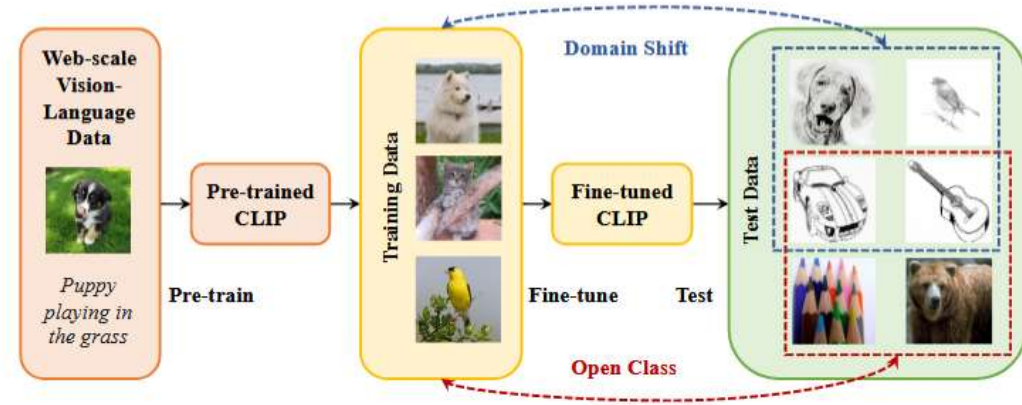 Web-scale
Vision-
Language
Data
Puppy
playing in
the grass
Pre-trained
CLIP
Pre-train
Training Data
Fine-tuned
CLIP
Fine-tune
Domain Shift
Open Class
Test
Test Data